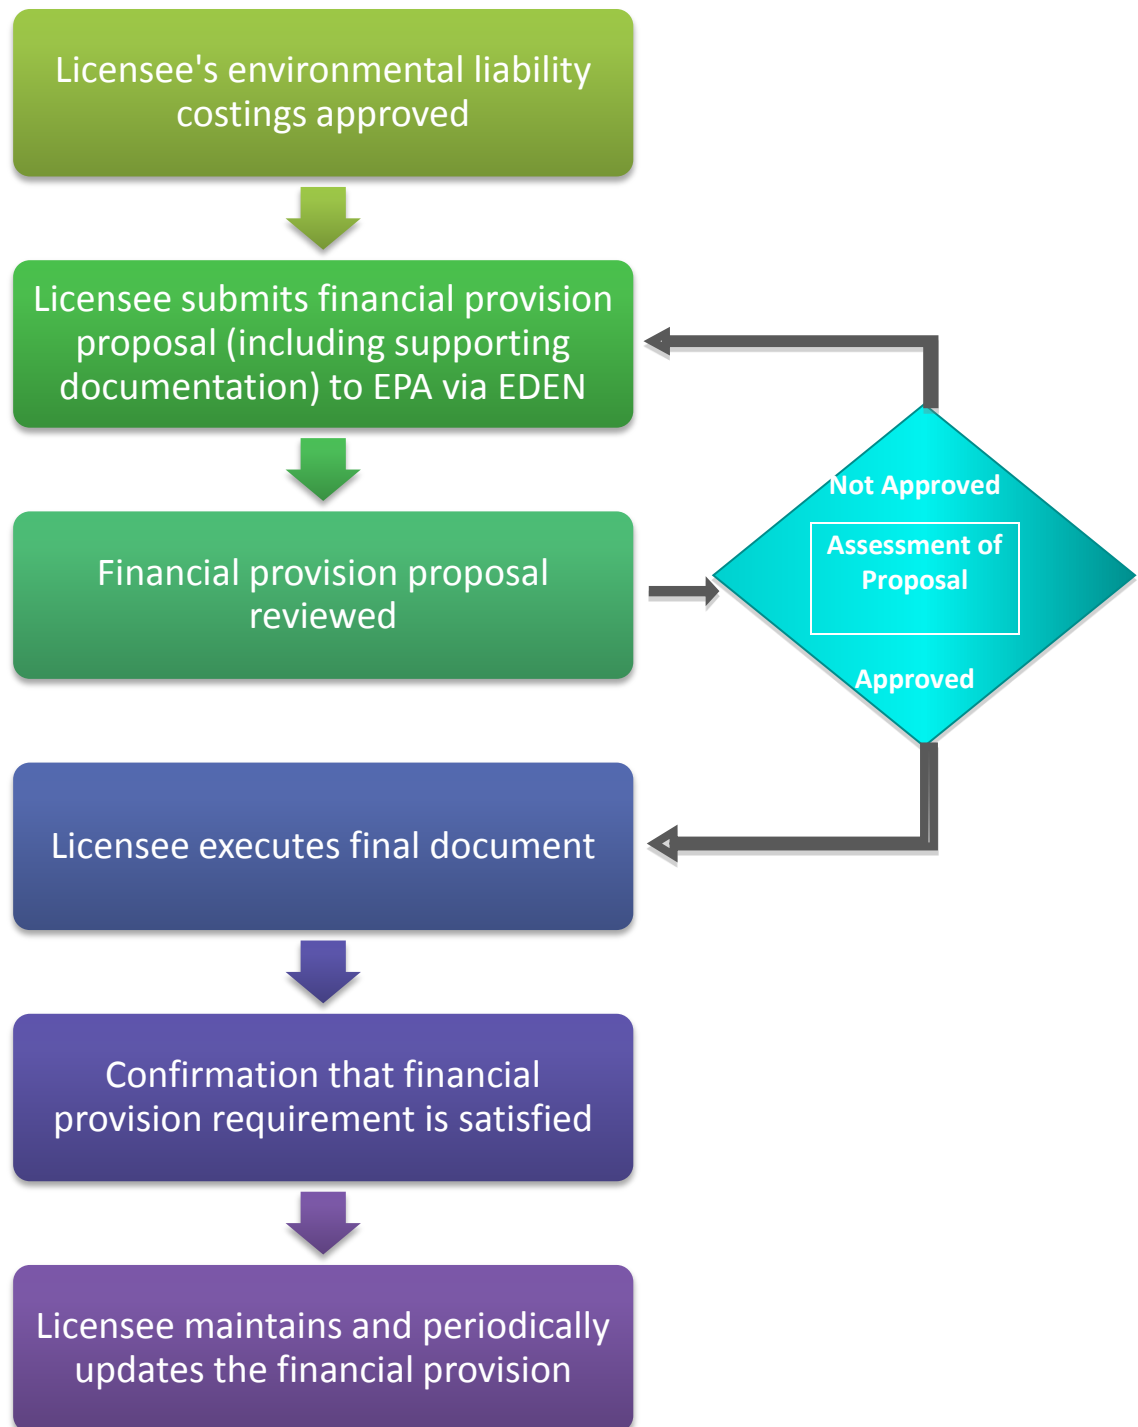 Licensee's environmental liability
costings approved
Licensee submits financial provision
proposal (including supporting
documentation) to EPA via EDEN
Financial provision proposal
reviewed
Not Approved
Assessment of
Proposal
Approved
Licensee executes final document
Confirmation that financial
provision requirement is satisfied
Licensee maintains and periodically
updates the financial provision